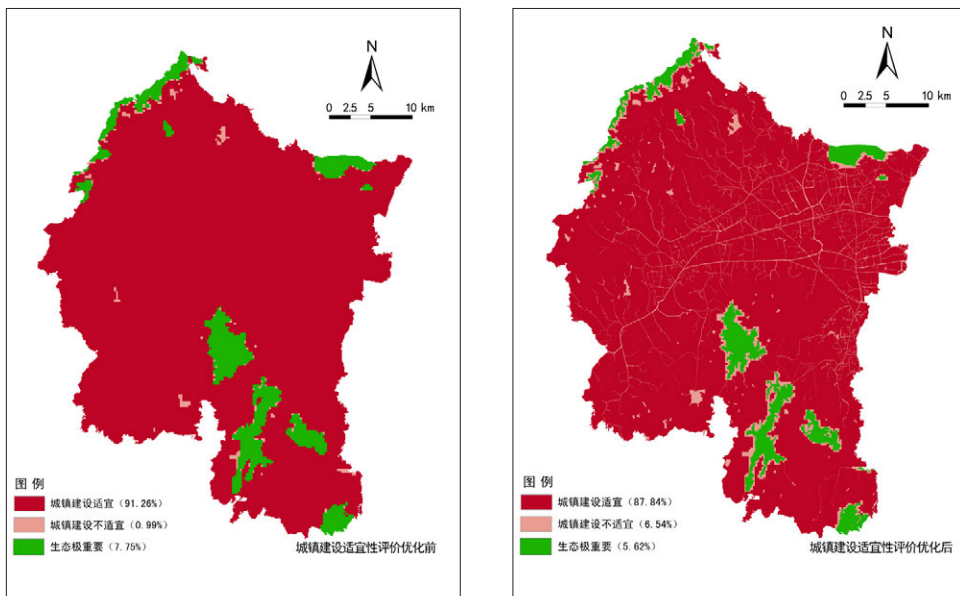 N
0 2.5 5 10 km
图 例
城镇建设适宜（91.26%）
城镇建设不适宜（0.99%）
生态极重要（7.75%）
城镇建设适宜性评价优化前
N
0 2.5 5 10 km
图 例
城镇建设适宜（87.84%）
城镇建设不适宜（6.54%）
生态极重要（5.62%）
城镇建设适宜性评价优化后